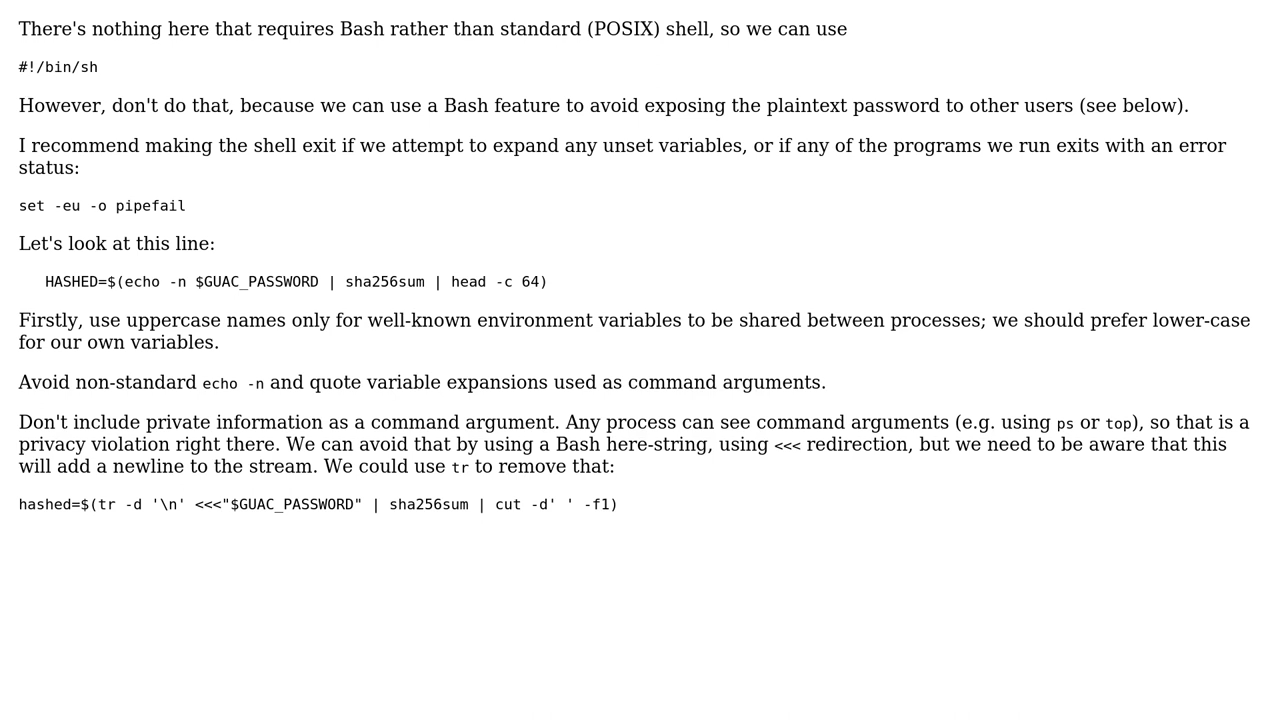 There's nothing here that requires Bash rather than standard (POSIX) shell, so we can use
#!/bin/sh
However, don't do that, because we can use a Bash feature to avoid exposing the plaintext password to other users (see below).
I recommend making the shell exit if we attempt to expand any unset variables, or if any of the programs we run exits with an error
status:
set -eu -o pipefail
Let's look at this line:
HASHED=$(echo -n $GUAC_PASSWORD | sha256sum | head -c 64)
Firstly, use uppercase names only for well-known environment variables to be shared between processes; we should prefer lower-case
for our own variables.
Avoid non-standard echo -n and quote variable expansions used as command arguments.
Don't include private information as a command argument. Any process can see command arguments (e.g. using ps or top), so that is a
privacy violation right there. We can avoid that by using a Bash here-string, using <<< redirection, but we need to be aware that this
will add a newline to the stream. We could use tr to remove that:
hashed=$(tr -d '\n' <<<"$GUAC_PASSWORD" | sha256sum | cut -d' ' -f1)